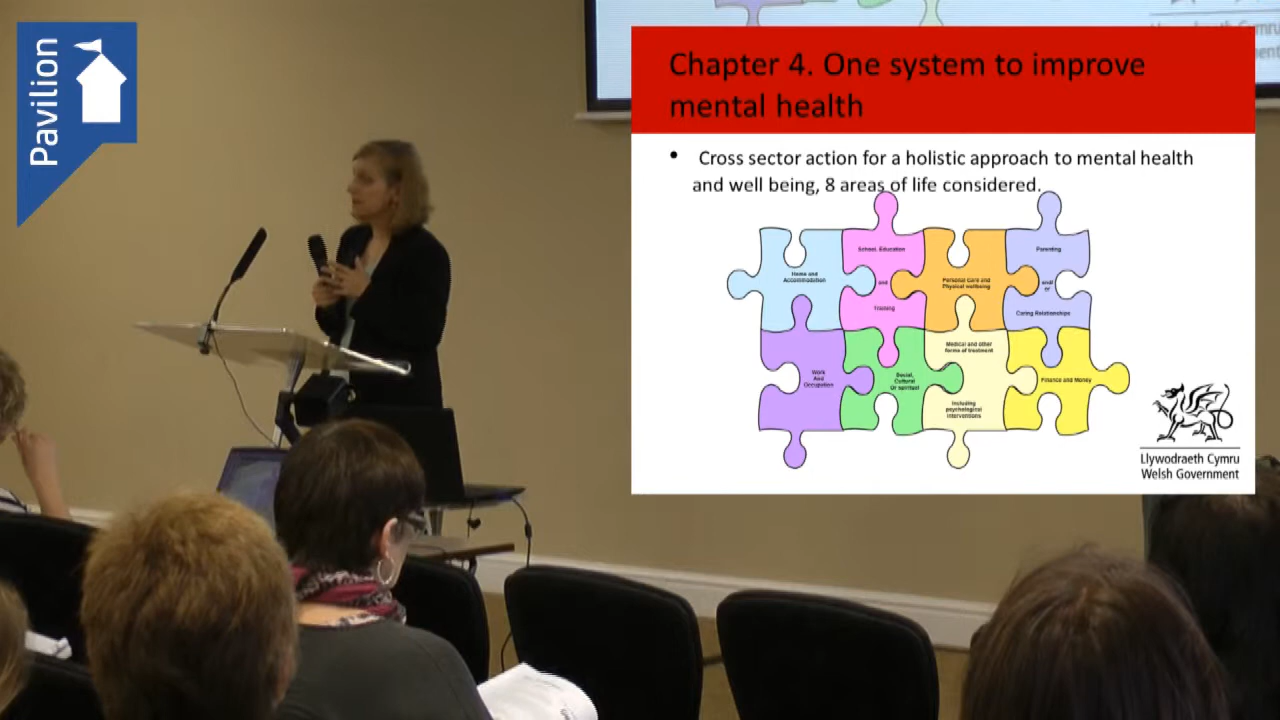 Pavilion
Chapter 4. One system to improve
mental health
• Cross sector action for a holistic approach to mental health
and well being, 8 areas of life considered.
Home and
Accommodation
School, Education
and
Training
Personal Care and
Physical wellbeing
Parenting
and/
or
Caring Relationships
Work
And
Occupation
Social,
Cultural
Or spiritual
Medical and other
forms of treatment
Including
psychological
interventions
Finance and Money
Llywodraeth Cymru
Welsh Government